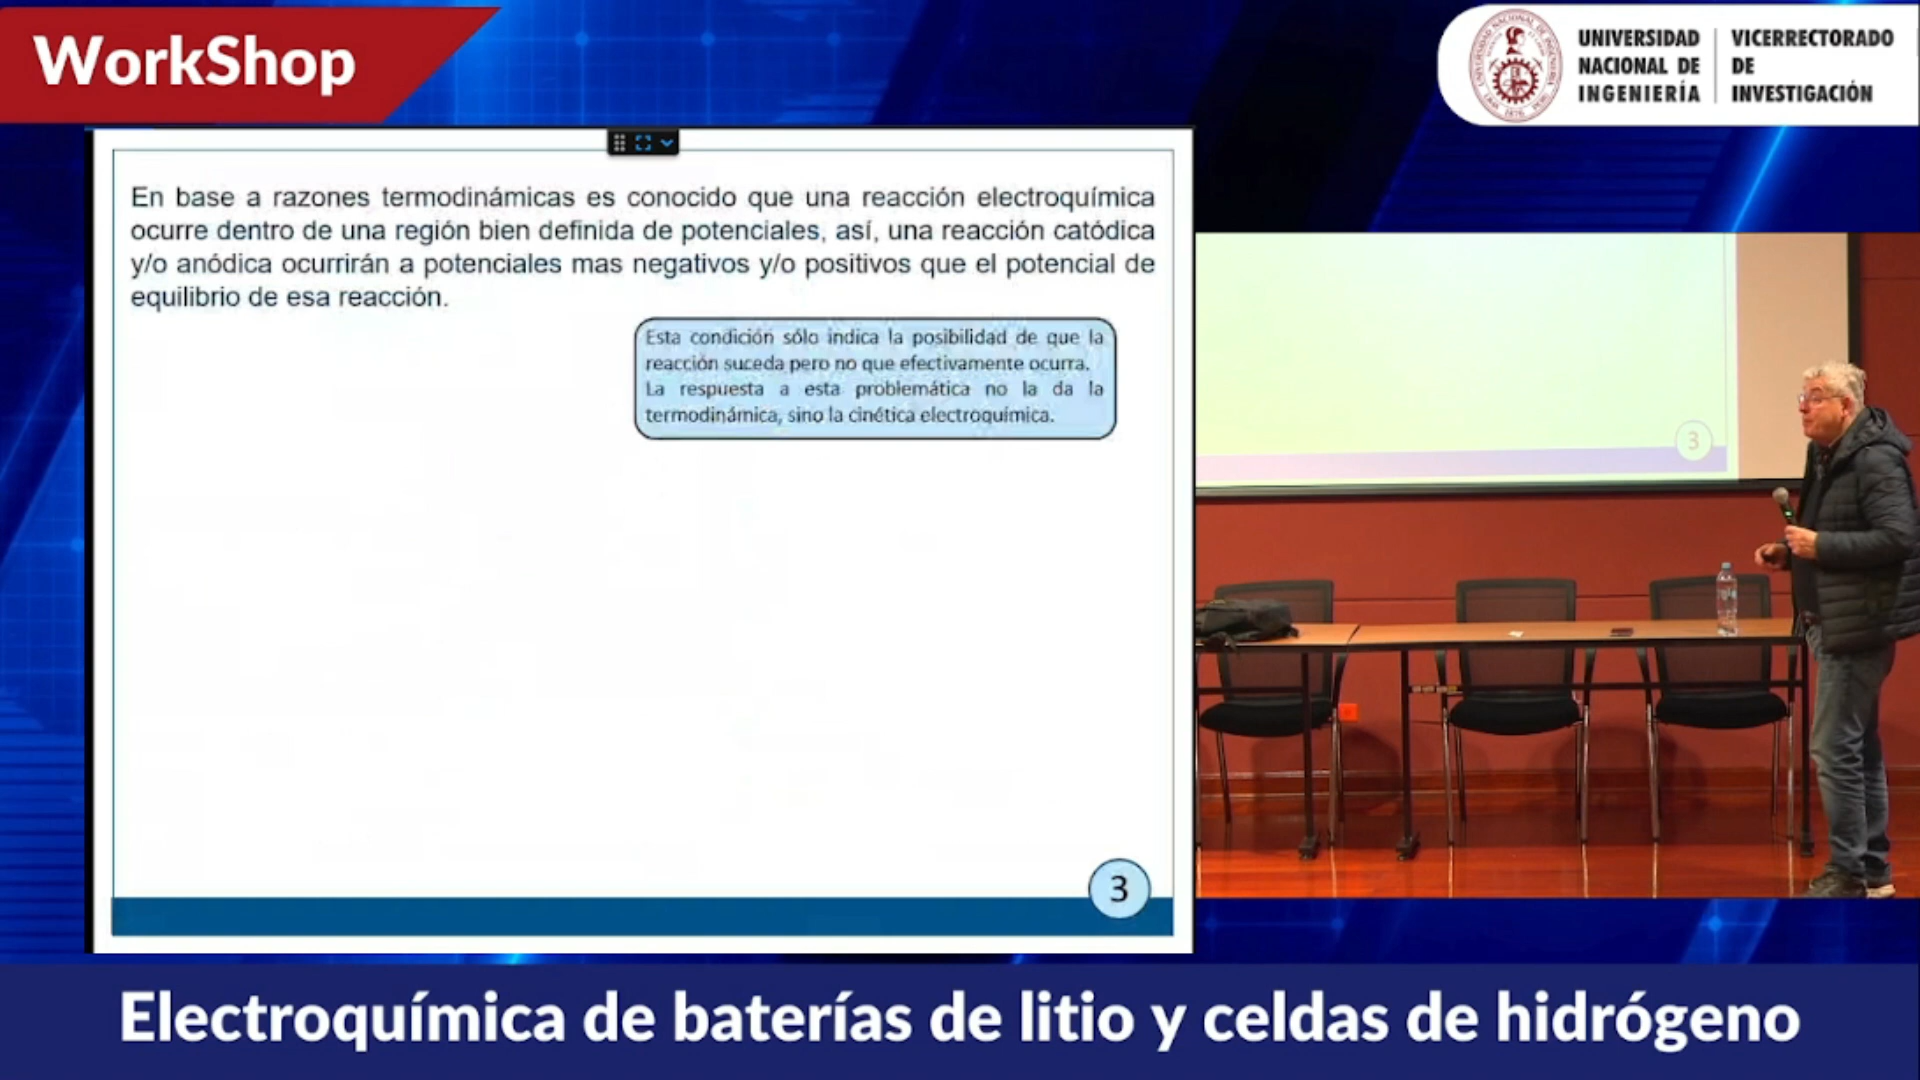 WorkShop
UNIVERSIDAD
NACIONAL DE
INGENIERÍA
VICERRECTORADO
DE
INVESTIGACIÓN
En base a razones termodinámicas es conocido que una reacción electroquímica
ocurre dentro de una región bien definida de potenciales, así, una reacción catódica
y/o anódica ocurrirán a potenciales mas negativos y/o positivos que el potencial de
equilibrio de esa reacción.
Esta condición sólo indica la posibilidad de que la
reacción suceda pero no que efectivamente ocurra.
La respuesta a esta problemática no la da la
termodinámica, sino la cinética electroquímica.
3
3
Electroquímica de baterías de litio y celdas de hidrógeno